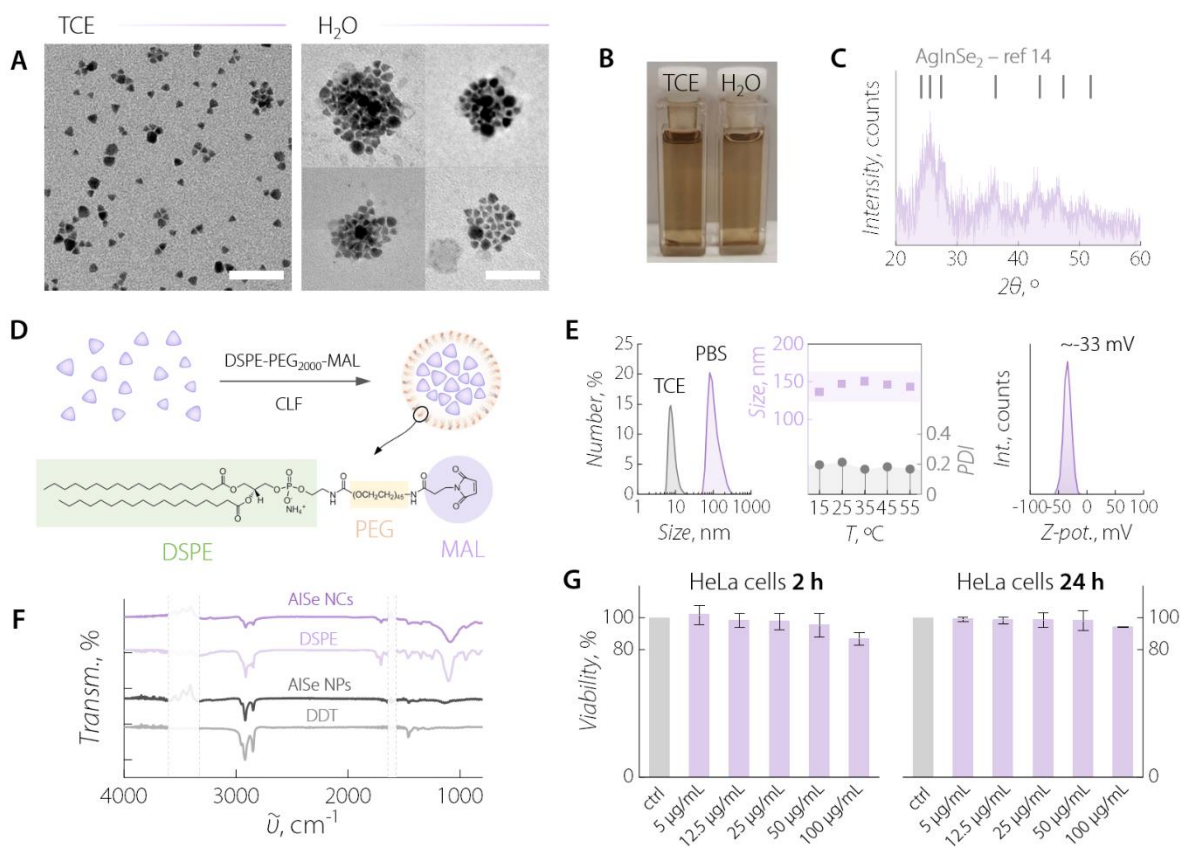 TCE
H₂O
A
B
TCE H₂O
C
AgInSe₂ – ref 14
Intensity, counts
20 30 40 50 60
2θ, °
D
DSPE-PEG₂₀₀₀-MAL
CLF
O
O
O
O
H
O
O
P
O
O⁻
NH₄⁺
O
N
H
O
(OCH₂CH₂)₄₅
N
H
O
N
O
O
DSPE
PEG
MAL
E
Number, %
25
20
15
10
5
0
TCE
PBS
1 10 100 1000
Size, nm
Size, nm
200
150
100
0.4
0.2
0.0
PDI
15 25 35 45 55
T, °C
~-33 mV
Int., counts
-100 -50 0 50 100
Z-pot., mV
F
Transm., %
AISe NCs
DSPE
AISe NPs
DDT
4000 3000 2000 1000
ṽ, cm⁻¹
G
HeLa cells 2 h
HeLa cells 24 h
Viability, %
100
80
0
100
80
0
ctrl
5 µg/mL
12.5 µg/mL
25 µg/mL
50 µg/mL
100 µg/mL
ctrl
5 µg/mL
12.5 µg/mL
25 µg/mL
50 µg/mL
100 µg/mL